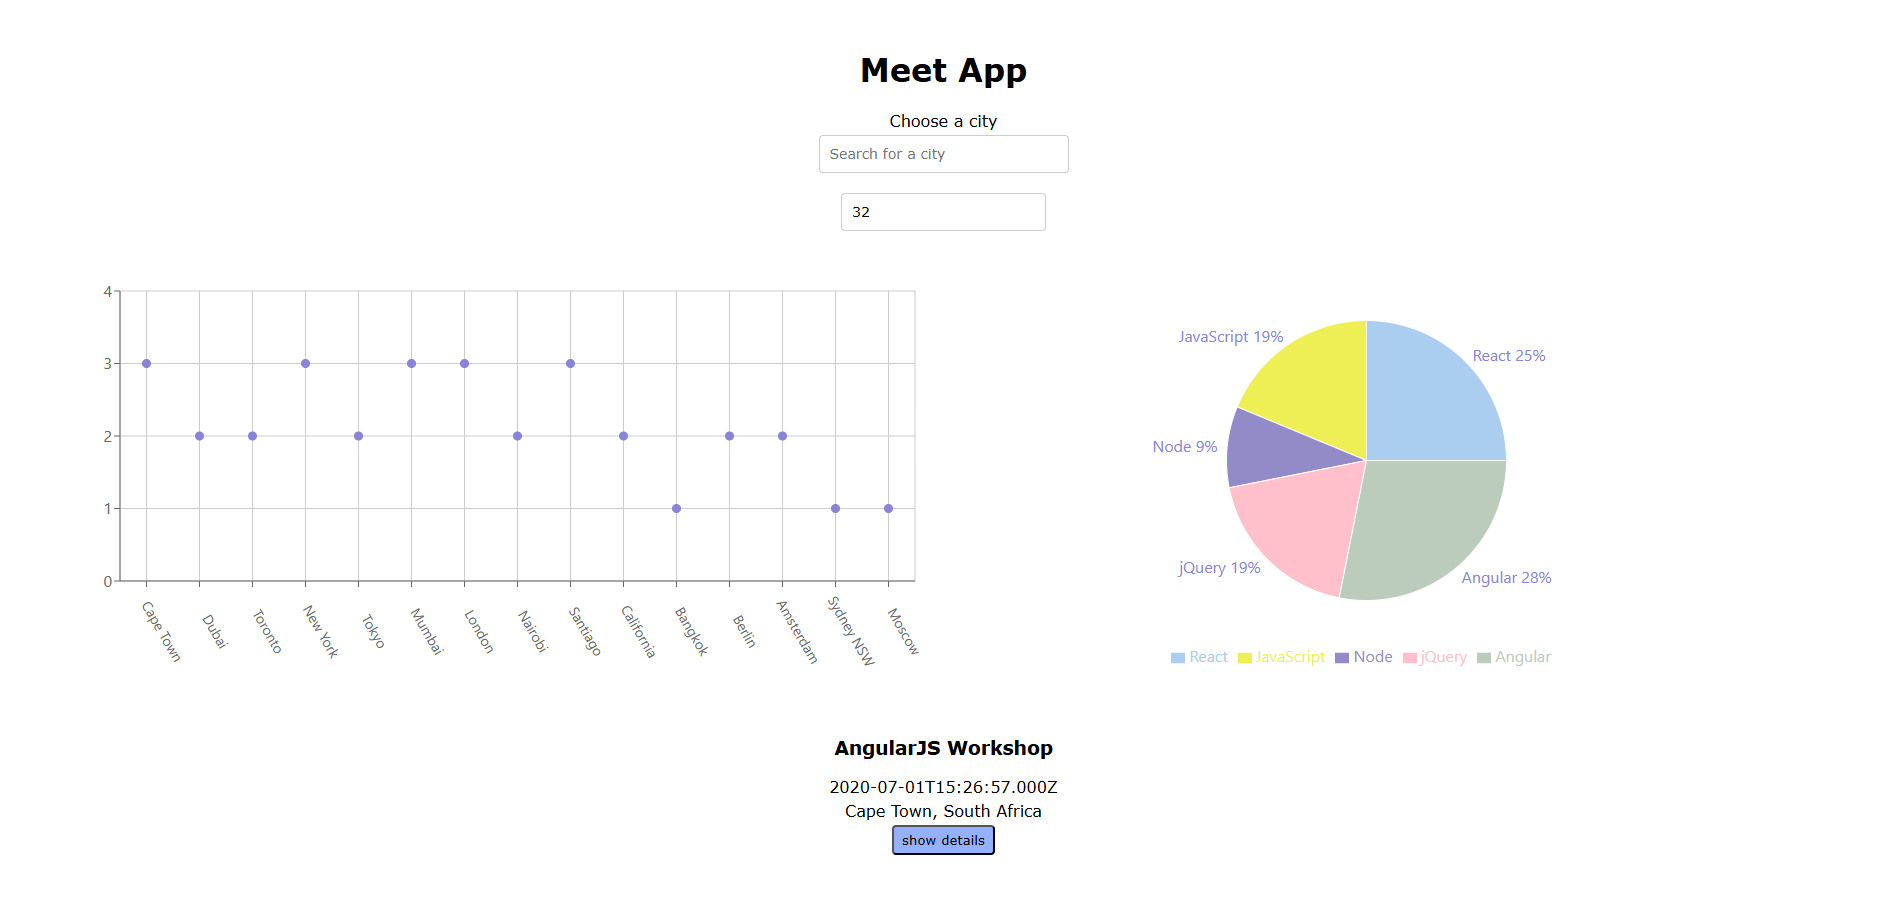 Meet App
Choose a city
Search for a city
32
4
3
2
1
0
Cape Town
Dubai
Toronto
New York
Tokyo
Mumbai
London
Nairobi
Santiago
California
Bangkok
Berlin
Amsterdam
Sydney NSW
Moscow
JavaScript 19%
React 25%
Node 9%
jQuery 19%
Angular 28%
React JavaScript Node jQuery Angular
AngularJS Workshop
2020-07-01T15:26:57.000Z
Cape Town, South Africa
show details